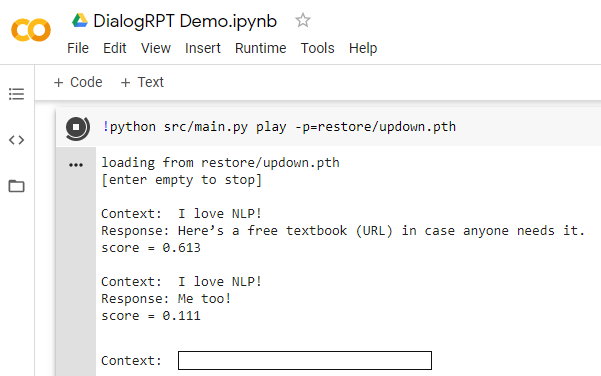 DialogRPT Demo.ipynb
File Edit View Insert Runtime Tools Help
+ Code + Text
!python src/main.py play -p=restore/updown.pth
loading from restore/updown.pth
[enter empty to stop]
Context: I love NLP!
Response: Here’s a free textbook (URL) in case anyone needs it.
score = 0.613
Context: I love NLP!
Response: Me too!
score = 0.111
Context: